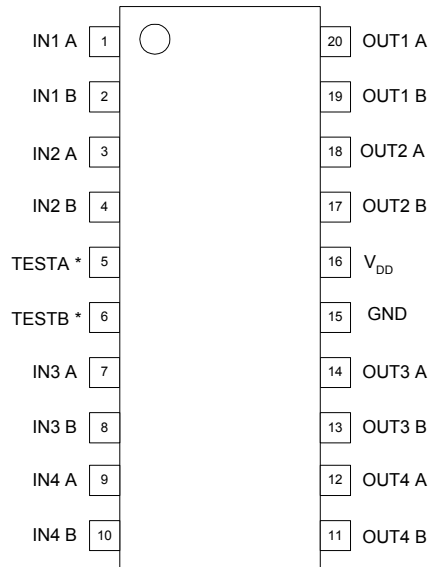 IN1 A 1 20 OUT1 A
IN1 B 2 19 OUT1 B
IN2 A 3 18 OUT2 A
IN2 B 4 17 OUT2 B
TESTA * 5 16 VDD
TESTB * 6 15 GND
IN3 A 7 14 OUT3 A
IN3 B 8 13 OUT3 B
IN4 A 9 12 OUT4 A
IN4 B 10 11 OUT4 B